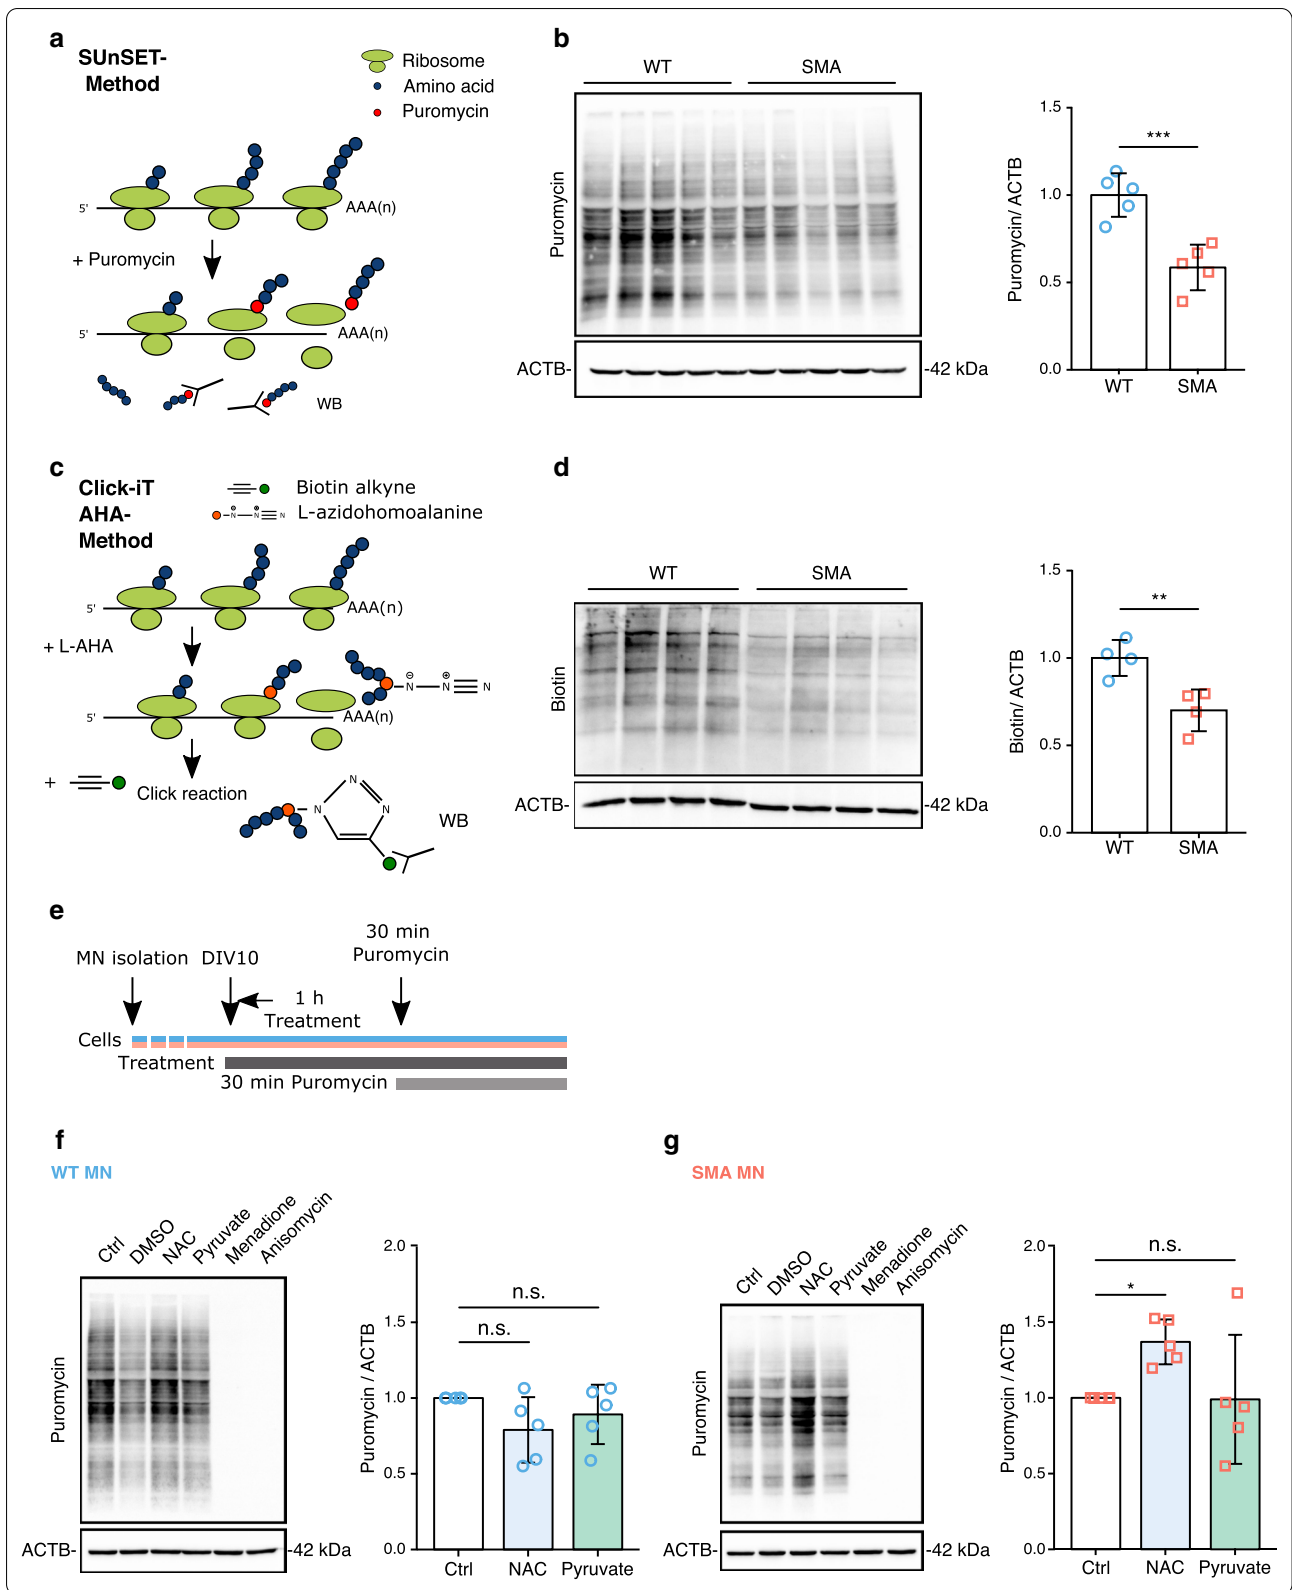 a
SUnSET-
Method
Ribosome
Amino acid
Puromycin
5'
AAA(n)
+ Puromycin
5'
AAA(n)
WB
b
WT
SMA
Puromycin
ACTB-
-42 kDa
Puromycin/ ACTB
1.5
1.0
0.5
0.0
***
WT
SMA
c
Click-iT
AHA-
Method
Biotin alkyne
N N N
L-azidohomoalanine
5'
AAA(n)
+ L-AHA
N N N
5'
AAA(n)
+
Click reaction
N
N N
WB
d
WT
SMA
Biotin
ACTB-
-42 kDa
Biotin/ ACTB
1.5
1.0
0.5
0.0
**
WT
SMA
e
30 min
Puromycin
MN isolation
DIV10
1 h
Treatment
Cells
Treatment
30 min Puromycin
f
WT MN
Ctrl
DMSO
NAC
Pyruvate
Menadione
Anisomycin
Puromycin
ACTB-
-42 kDa
Puromycin / ACTB
2.0
1.5
1.0
0.5
0.0
n.s.
n.s.
Ctrl
NAC
Pyruvate
g
SMA MN
Ctrl
DMSO
NAC
Pyruvate
Menadione
Anisomycin
Puromycin
ACTB-
-42 kDa
Puromycin / ACTB
2.0
1.5
1.0
0.5
0.0
n.s.
*
Ctrl
NAC
Pyruvate